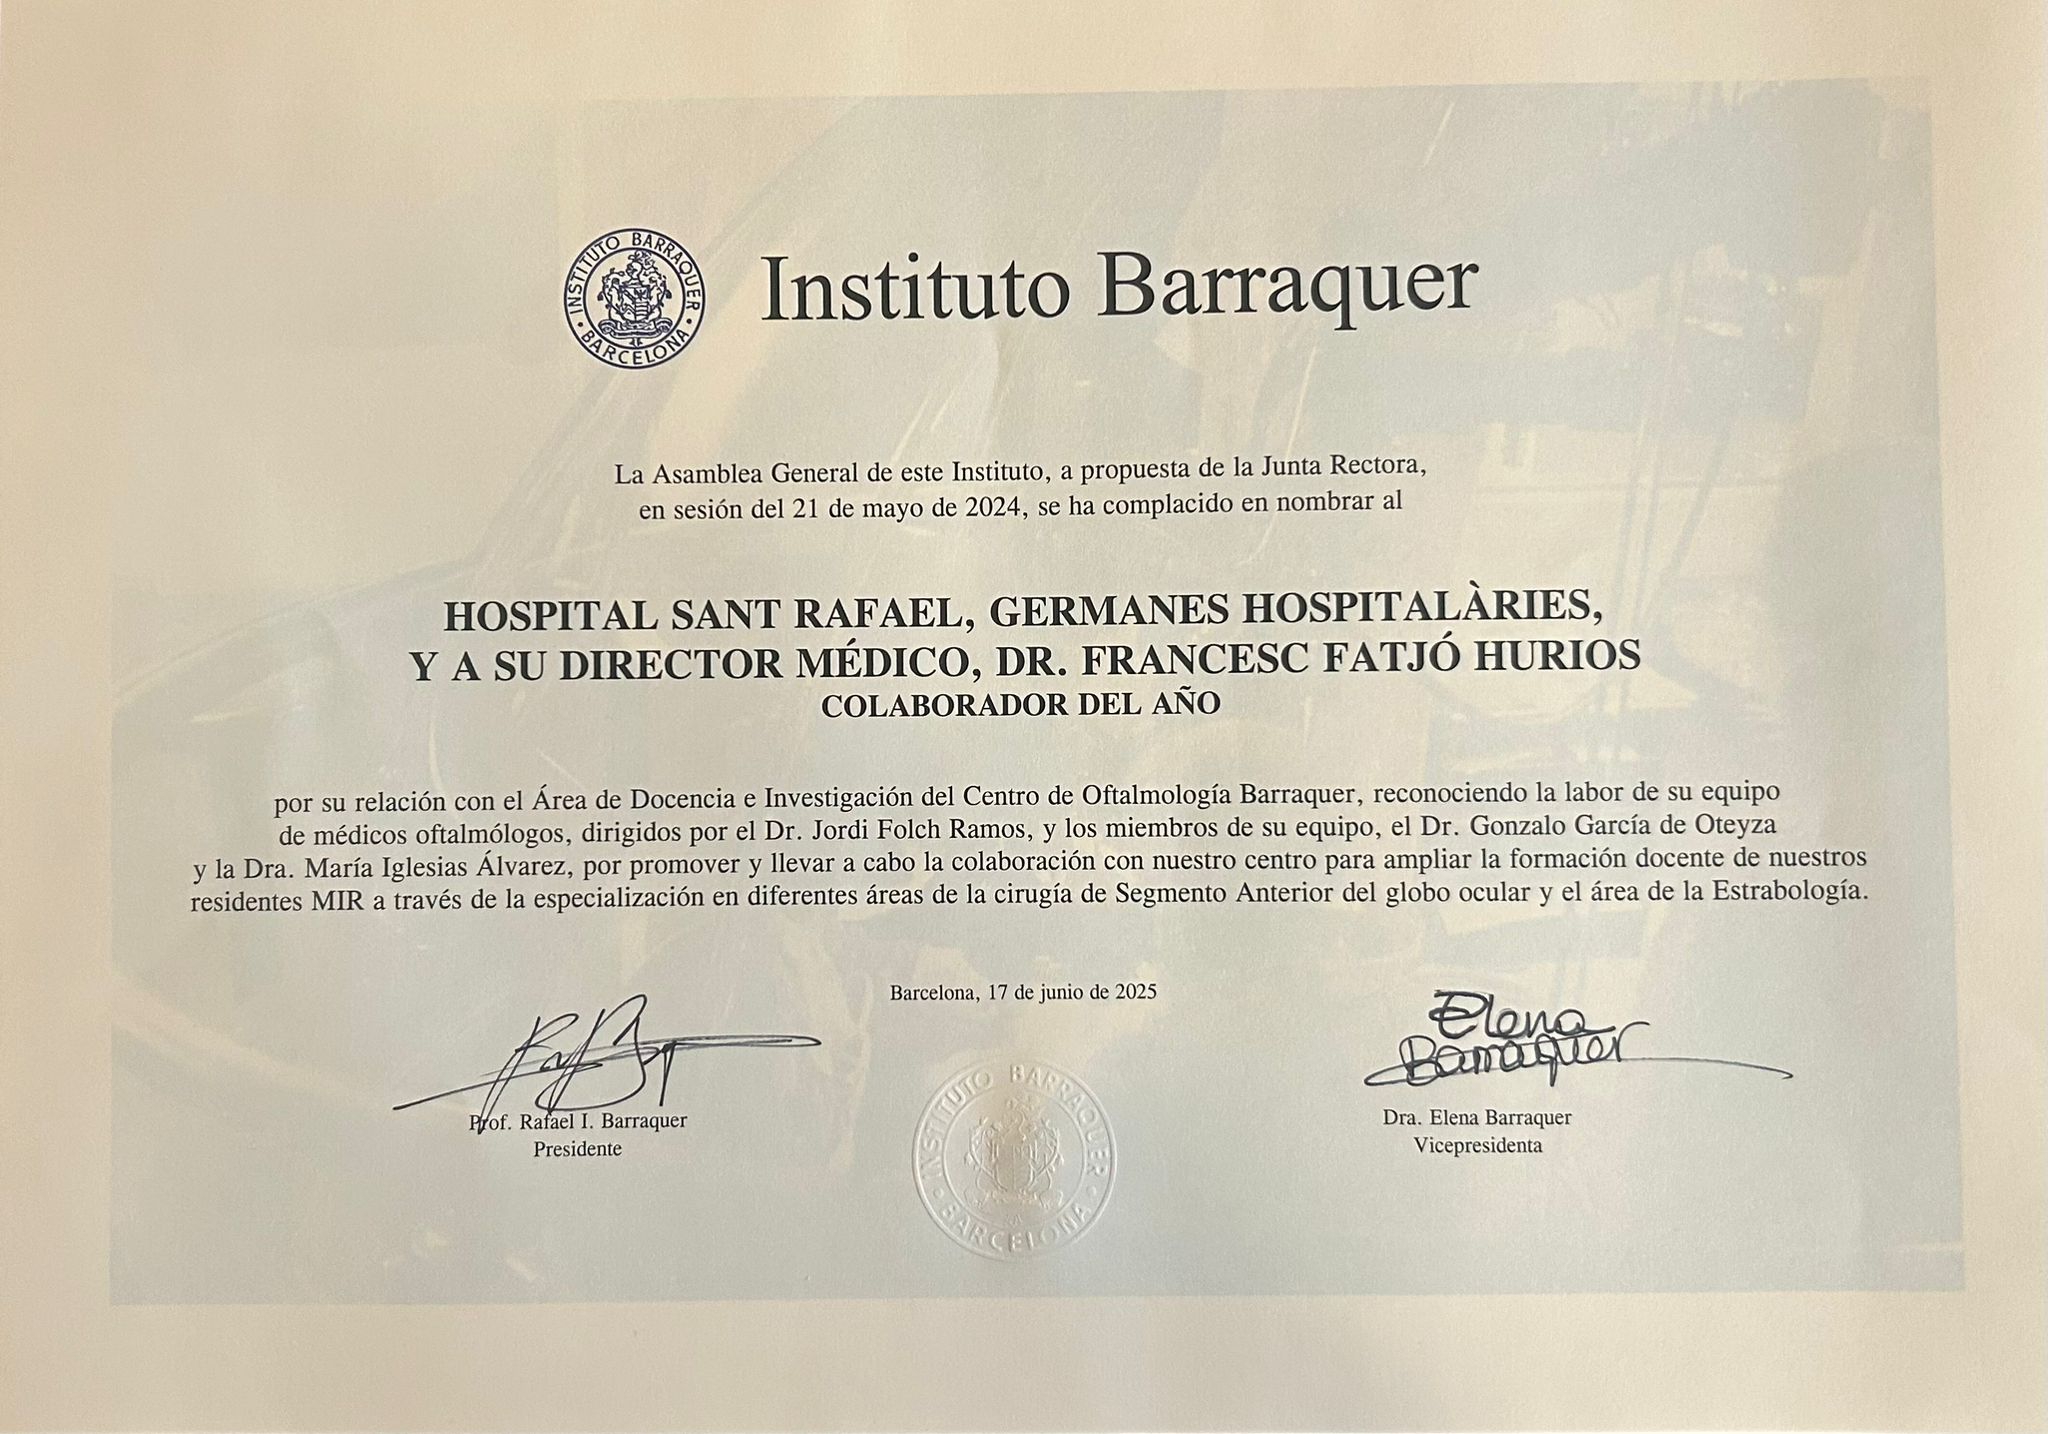 INSTITUTO BARRAQUER
BARCELONA
Instituto Barraquer
La Asamblea General de este Instituto, a propuesta de la Junta Rectora,
en sesión del 21 de mayo de 2024, se ha complacido en nombrar al
HOSPITAL SANT RAFAEL, GERMANES HOSPITALÀRIES,
Y A SU DIRECTOR MÉDICO, DR. FRANCESC FATJÓ HURIOS
COLABORADOR DEL AÑO
por su relación con el Área de Docencia e Investigación del Centro de Oftalmología Barraquer, reconociendo la labor de su equipo
de médicos oftalmólogos, dirigidos por el Dr. Jordi Folch Ramos, y los miembros de su equipo, el Dr. Gonzalo García de Oteyza
y la Dra. María Iglesias Álvarez, por promover y llevar a cabo la colaboración con nuestro centro para ampliar la formación docente de nuestros
residentes MIR a través de la especialización en diferentes áreas de la cirugía de Segmento Anterior del globo ocular y el área de la Estrabología.
Barcelona, 17 de junio de 2025
Elena
Barraquer
Prof. Rafael I. Barraquer
Presidente
Dra. Elena Barraquer
Vicepresidenta
INSTITUTO BARRAQUER
BARCELONA